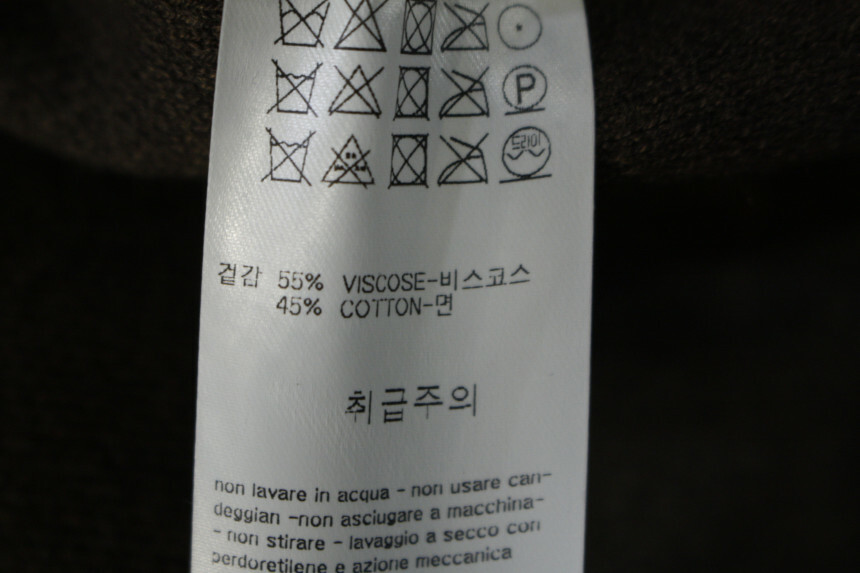 P
드라이
겉감 55% VISCOSE-비스코스
45% COTTON-면
취급주의
non lavare in acqua - non usare can-
deggian -non asciugare a macchina-
- non stirare - lavaggio a secco con
perdoretilene e azione meccanica